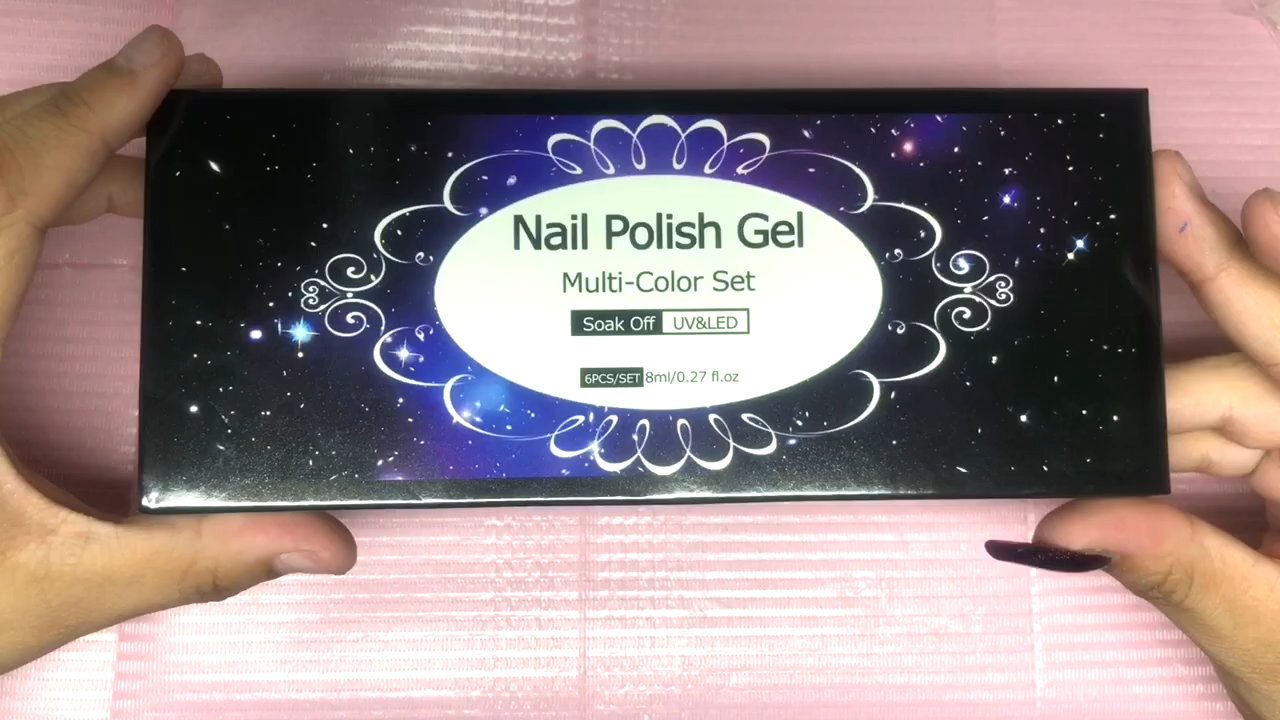 Nail Polish Gel
Multi-Color Set
Soak Off UV&LED
6PCS/SET 8ml/0.27 fl.oz